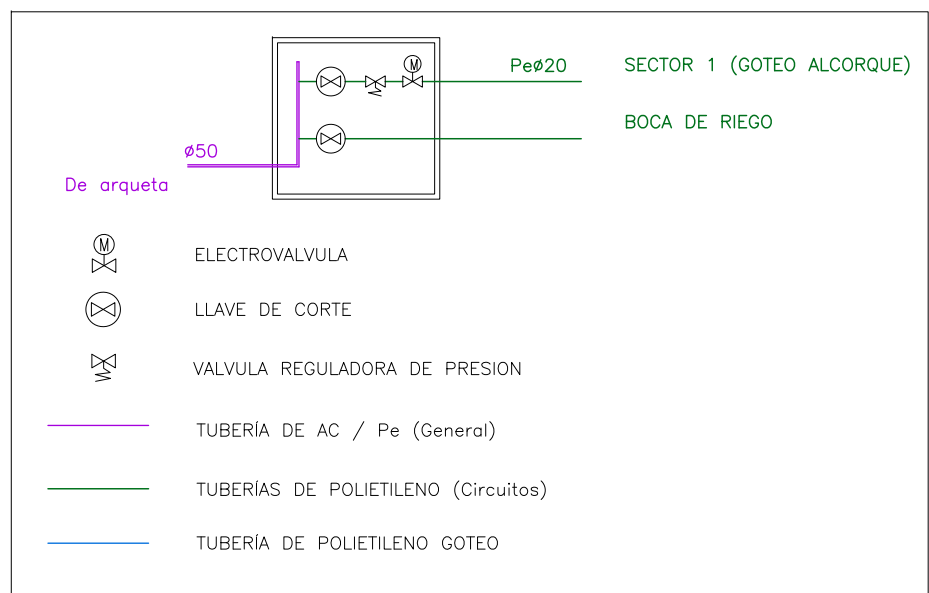 M
Peø20
SECTOR 1 (GOTEO ALCORQUE)
BOCA DE RIEGO
ø50
De arqueta
M
ELECTROVALVULA
LLAVE DE CORTE
VALVULA REGULADORA DE PRESION
TUBERÍA DE AC / Pe (General)
TUBERÍAS DE POLIETILENO (Circuitos)
TUBERÍA DE POLIETILENO GOTEO